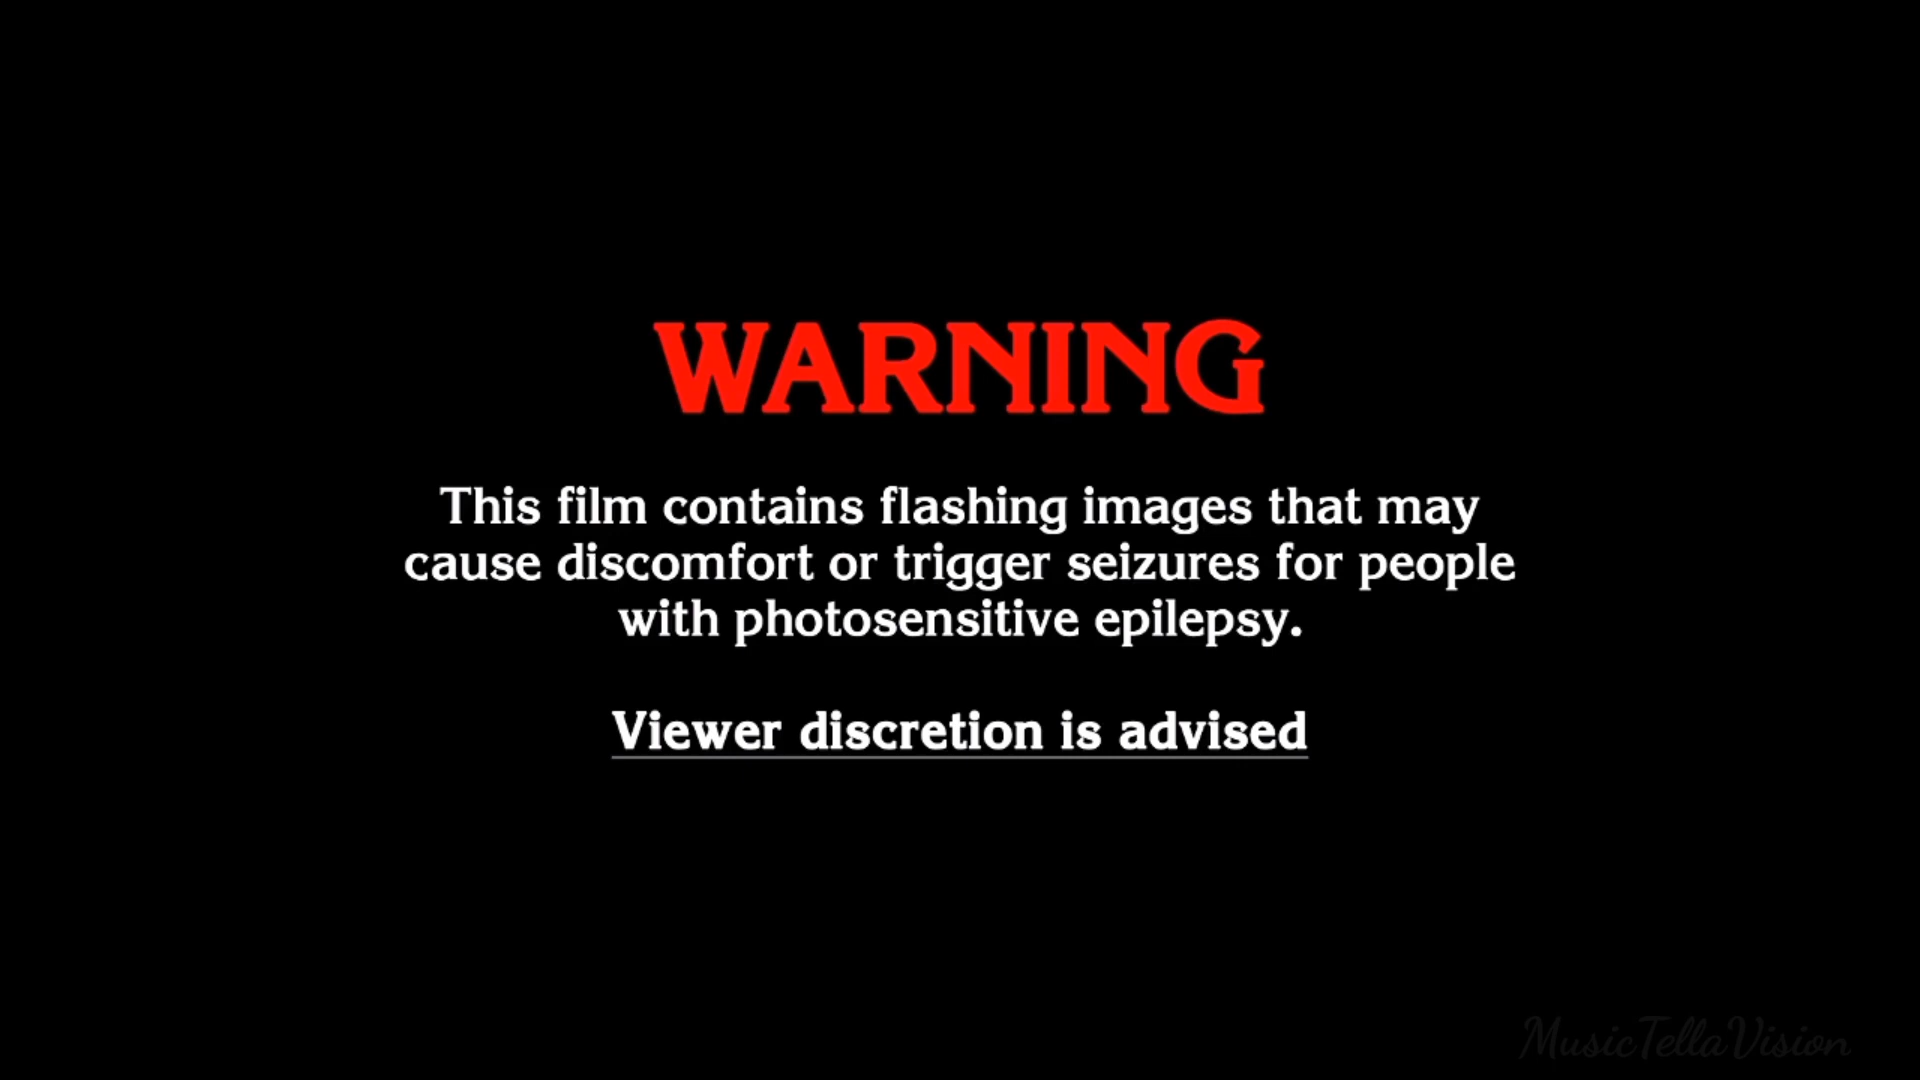 WARNING
This film contains flashing images that may
cause discomfort or trigger seizures for people
with photosensitive epilepsy.
Viewer discretion is advised
MusicTellaVision